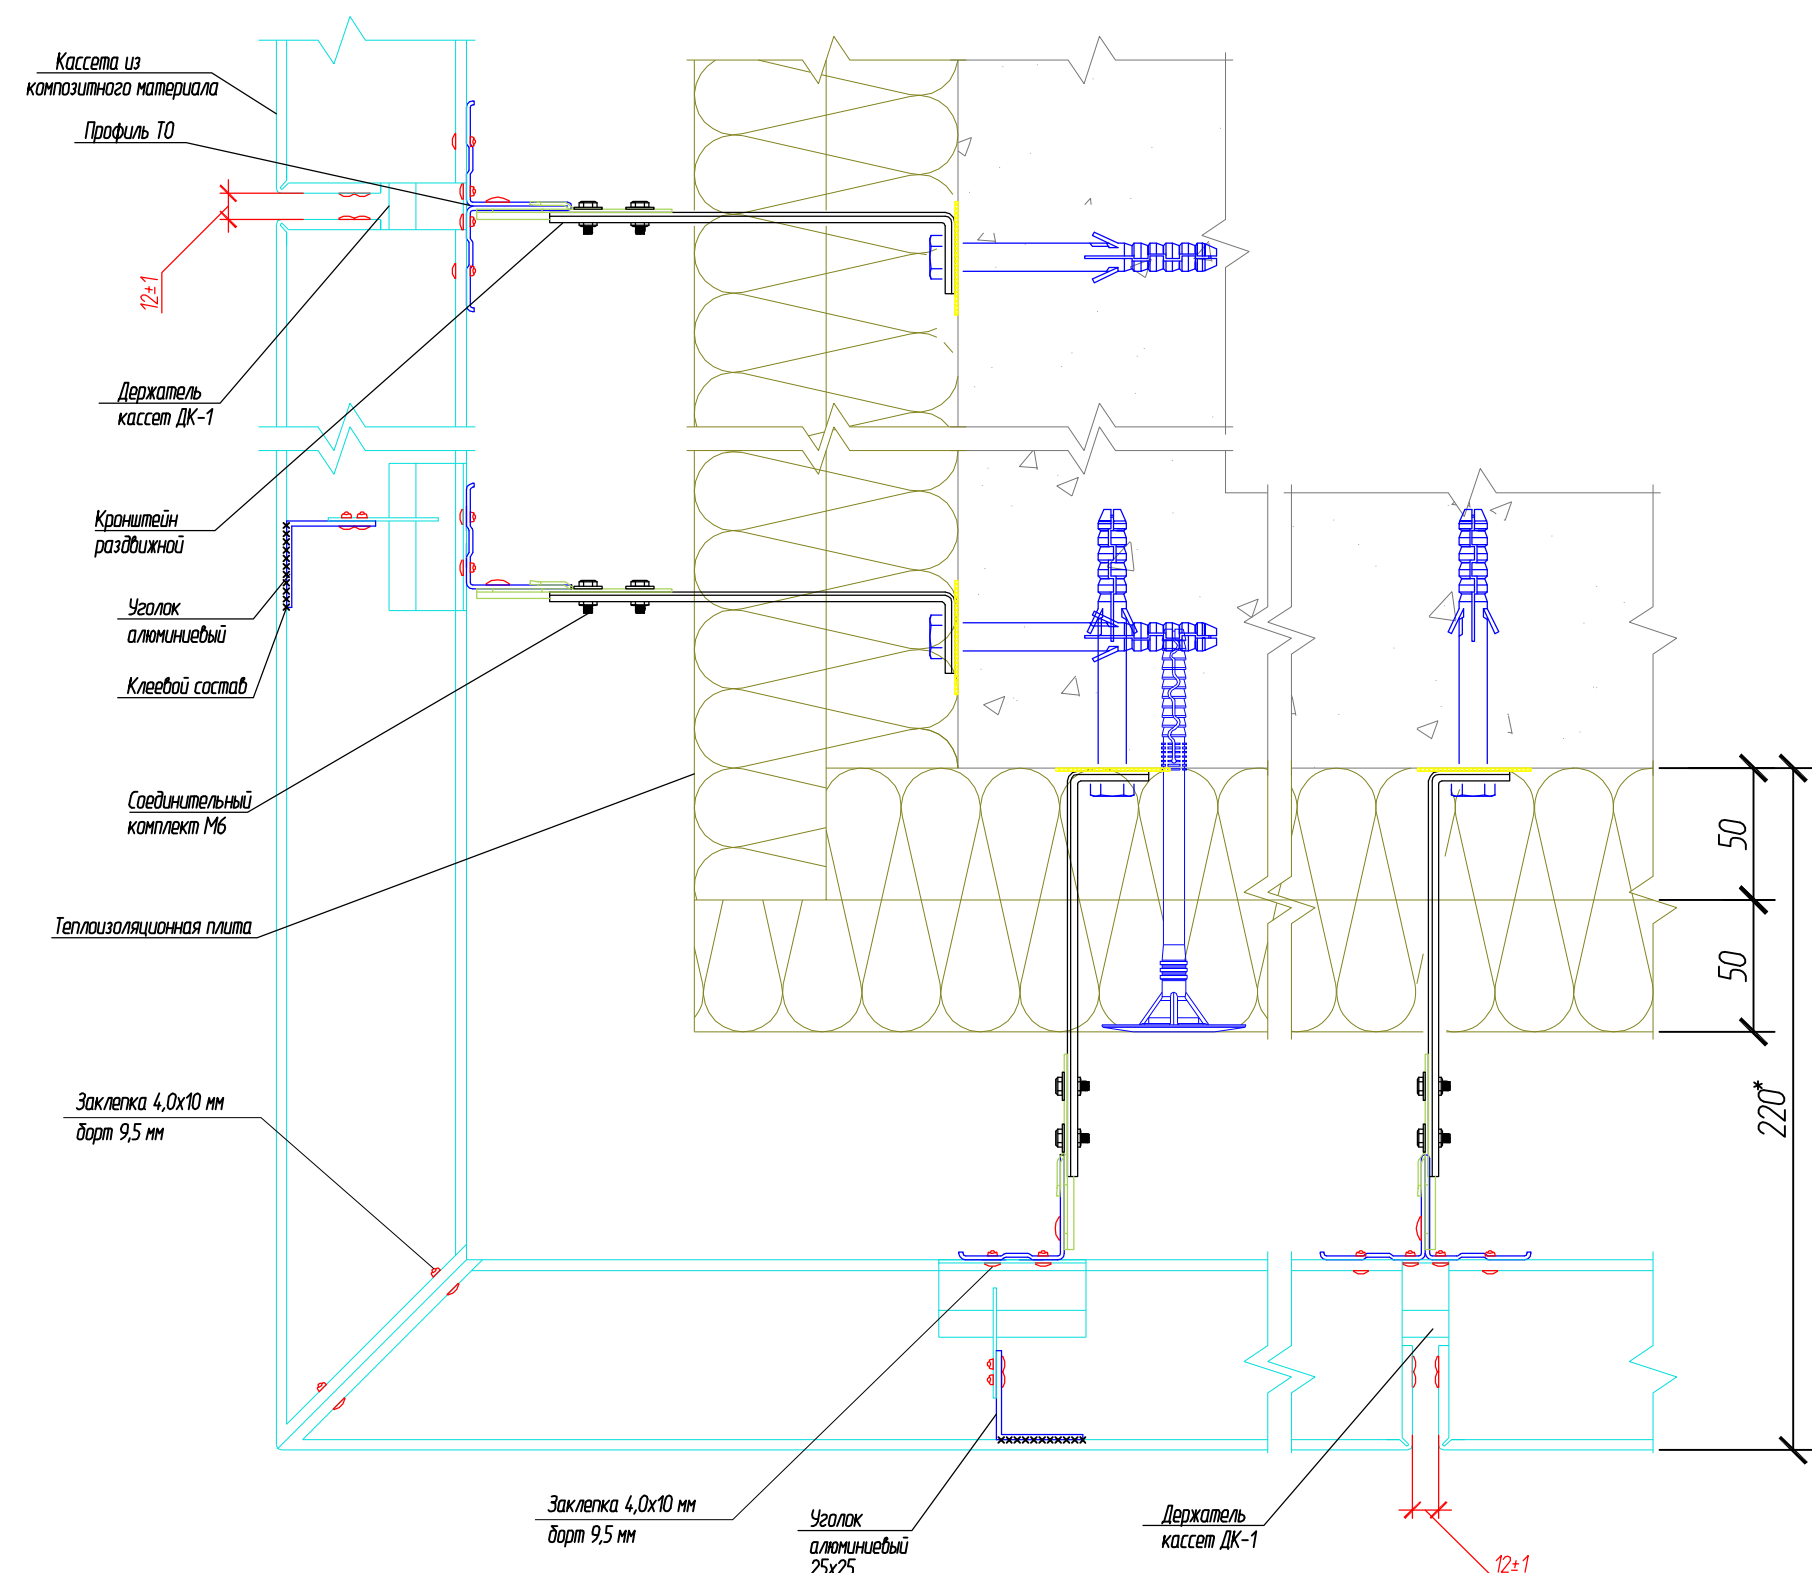 Кассета из
композитного материала
Профиль ТО
12±1
Держатель
кассет ДК-1
Кронштейн
раздвижной
Уголок
алюминиевый
Клеевой состав
Соединительный
комплект М6
Теплоизоляционная плита
50
50
220*
Заклепка 4,0х10 мм
борт 9,5 мм
Заклепка 4,0х10 мм
борт 9,5 мм
Уголок
алюминиевый
25х25
Держатель
кассет ДК-1
12±1